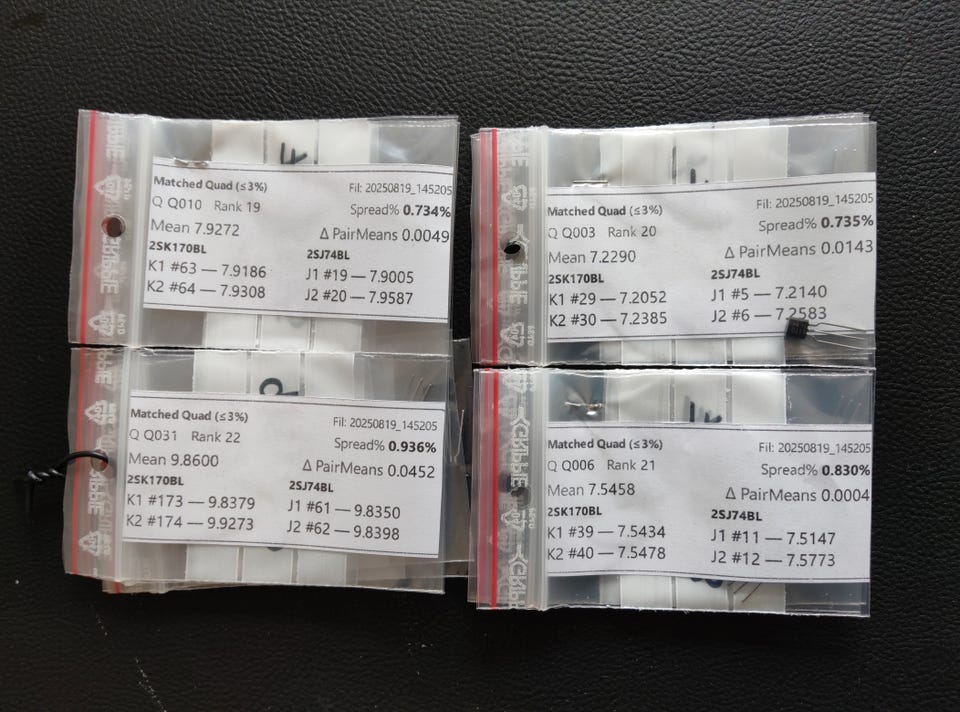 Matched Quad (≤3%) Fil: 20250819_145205
Q Q010 Rank 19 Spread% 0.734%
Mean 7.9272 Δ PairMeans 0.0049
2SK170BL 2SJ74BL
K1 #63 — 7.9186 J1 #19 — 7.9005
K2 #64 — 7.9308 J2 #20 — 7.9587
Matched Quad (≤3%) Fil: 20250819_145205
Q Q003 Rank 20 Spread% 0.735%
Mean 7.2290 Δ PairMeans 0.0143
2SK170BL 2SJ74BL
K1 #29 — 7.2052 J1 #5 — 7.2140
K2 #30 — 7.2385 J2 #6 — 7.2583
Matched Quad (≤3%) Fil: 20250819_145205
Q Q031 Rank 22 Spread% 0.936%
Mean 9.8600 Δ PairMeans 0.0452
2SK170BL 2SJ74BL
K1 #173 — 9.8379 J1 #61 — 9.8350
K2 #174 — 9.9273 J2 #62 — 9.8398
Matched Quad (≤3%) Fil: 20250819_145205
Q Q006 Rank 21 Spread% 0.830%
Mean 7.5458 Δ PairMeans 0.0004
2SK170BL 2SJ74BL
K1 #39 — 7.5434 J1 #11 — 7.5147
K2 #40 — 7.5478 J2 #12 — 7.5773